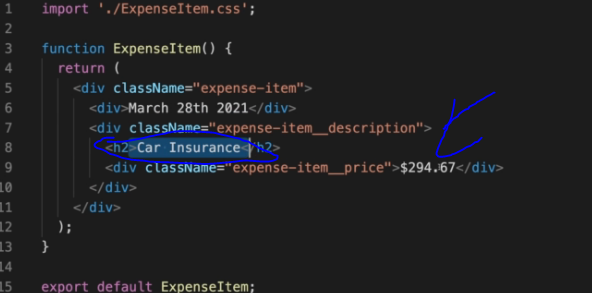 1 import './ExpenseItem.css';
2
3 function ExpenseItem() {
4 return (
5 <div className="expense-item">
6 <div>March 28th 2021</div>
7 <div className="expense-item__description">
8 <h2>Car Insurance</h2>
9 <div className="expense-item__price">$294.67</div>
10 </div>
11 </div>
12 );
13 }
14
15 export default ExpenseItem;